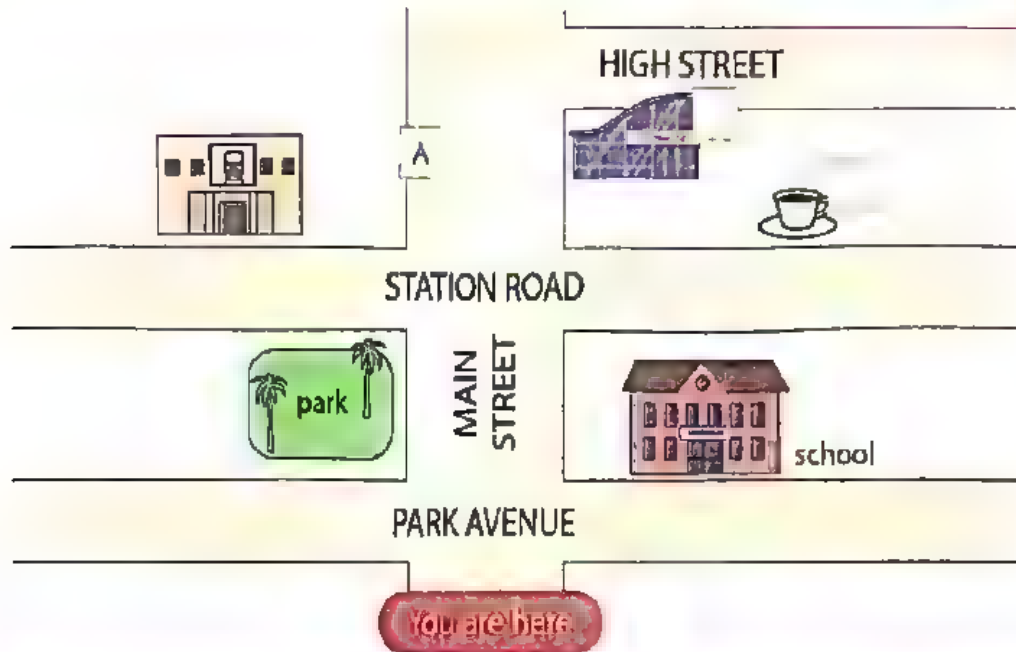 HIGH STREET
A
STATION ROAD
MAIN
STREET
park
school
PARK AVENUE
You are here